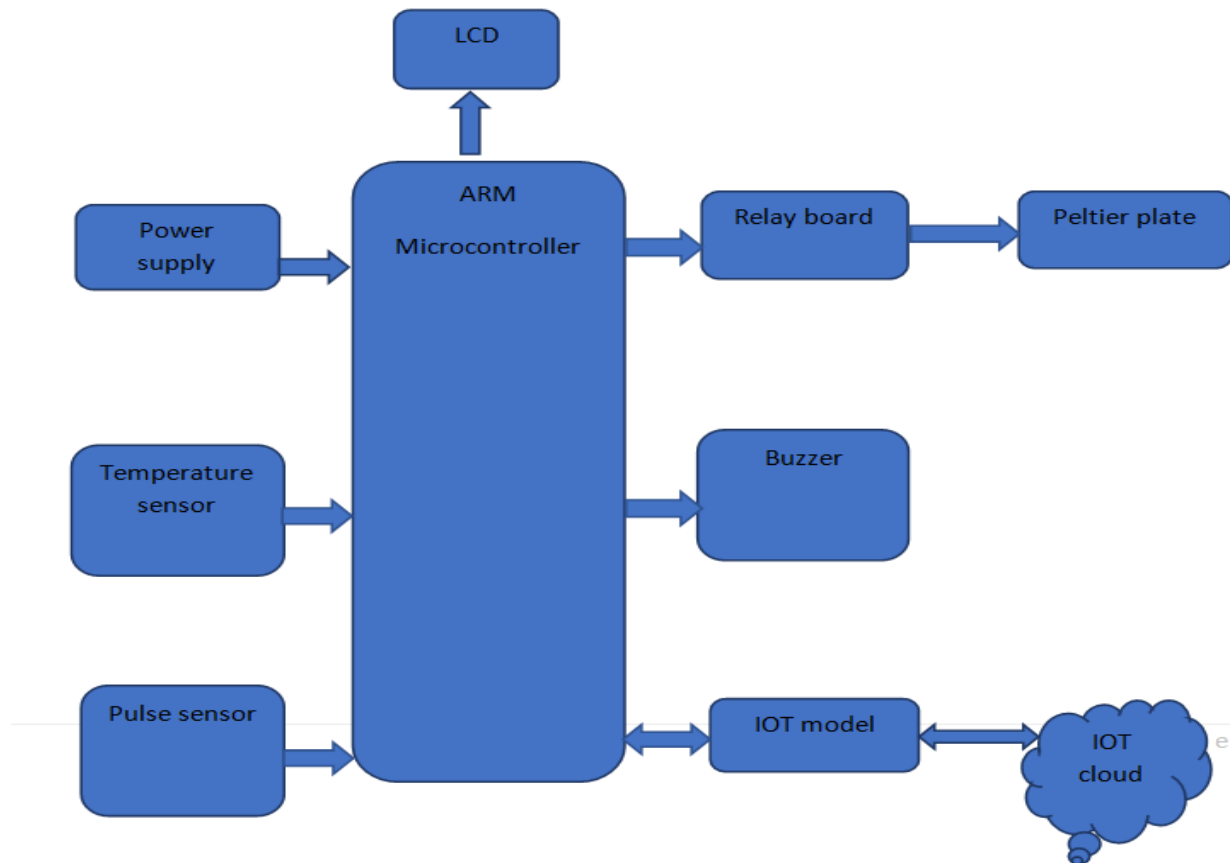 LCD
ARM
Microcontroller
Power
supply
Relay board
Peltier plate
Temperature
sensor
Buzzer
Pulse sensor
IOT model
IOT
cloud
e